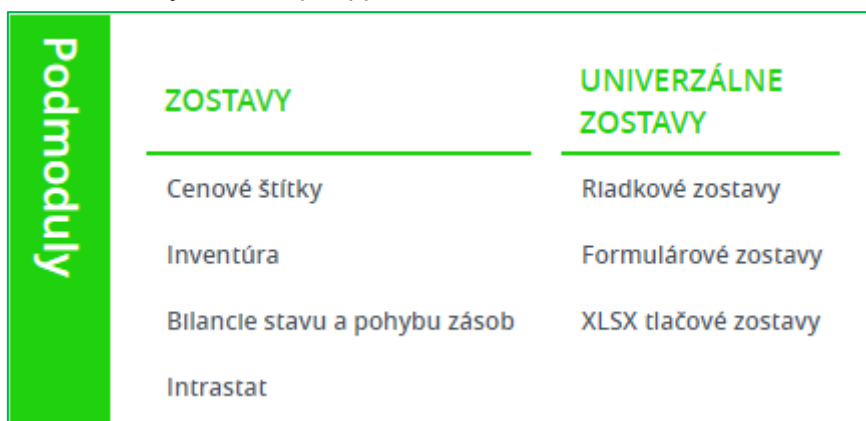 Podmoduly
ZOSTAVY
Cenové štítky
Inventúra
Bilancie stavu a pohybu zásob
Intrastat
UNIVERZÁLNE
ZOSTAVY
Riadkové zostavy
Formulárové zostavy
XLSX tlačové zostavy